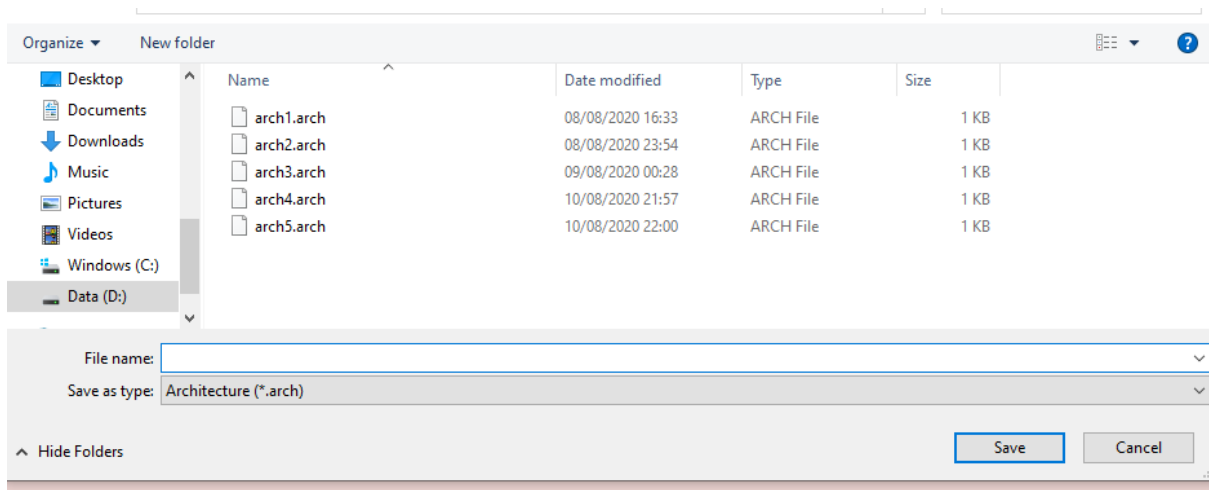 Organize New folder ?
Desktop Name Date modified Type Size
Documents arch1.arch 08/08/2020 16:33 ARCH File 1 KB
Downloads arch2.arch 08/08/2020 23:54 ARCH File 1 KB
Music arch3.arch 09/08/2020 00:28 ARCH File 1 KB
Pictures arch4.arch 10/08/2020 21:57 ARCH File 1 KB
Videos arch5.arch 10/08/2020 22:00 ARCH File 1 KB
Windows (C:)
Data (D:)
File name:
Save as type: Architecture (*.arch)
Hide Folders Save Cancel